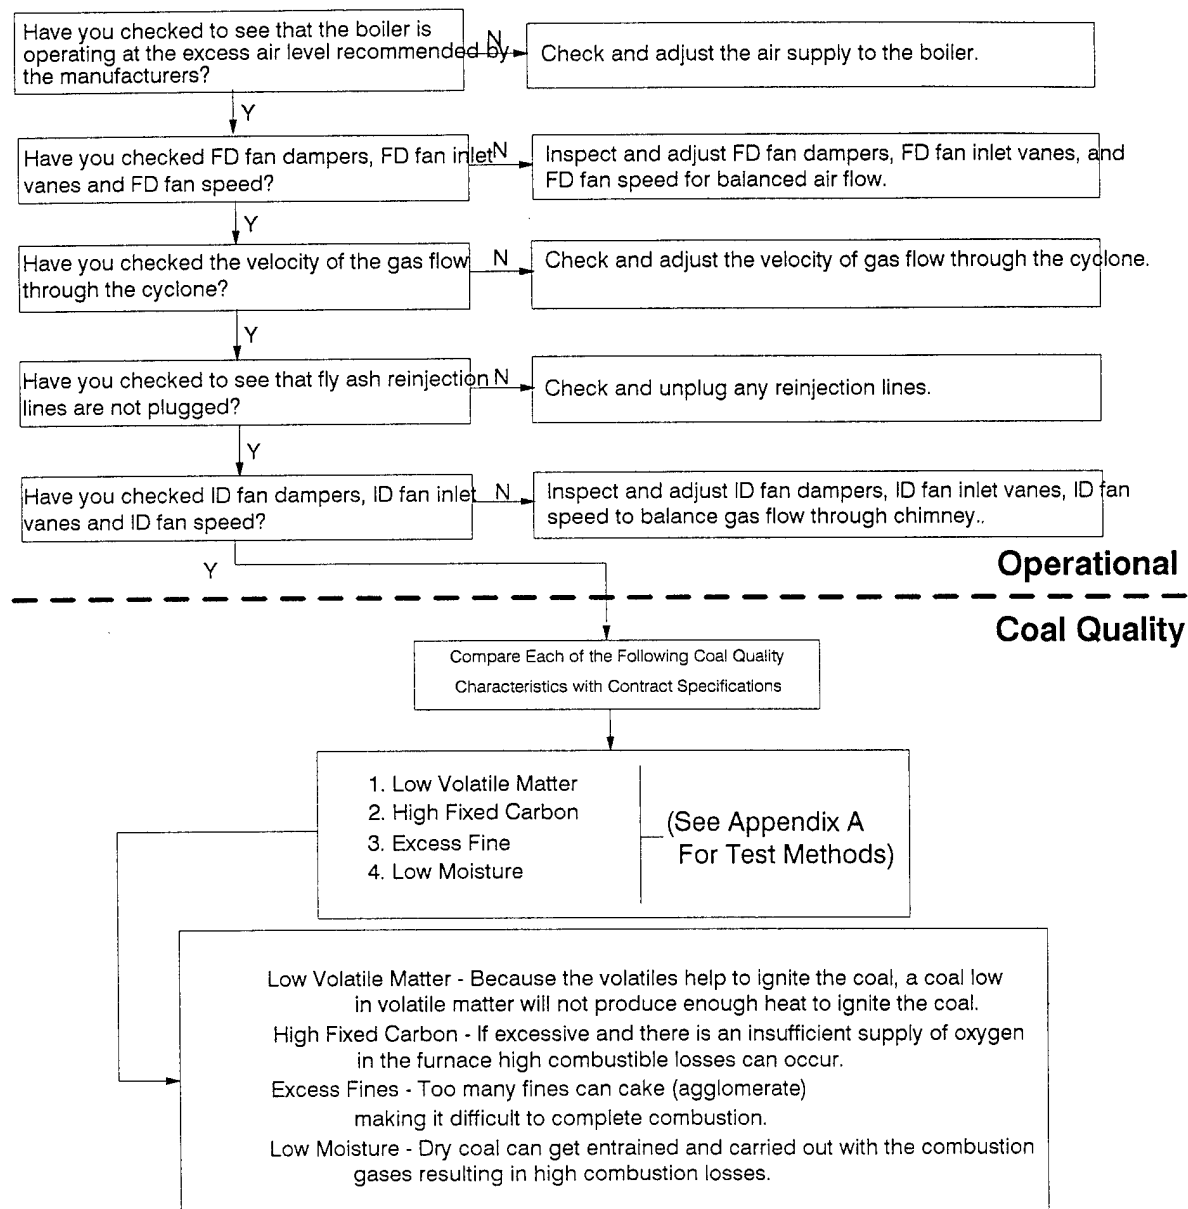 Have you checked to see that the boiler is
operating at the excess air level recommended by
the manufacturers?
N
Check and adjust the air supply to the boiler.
Y
Have you checked FD fan dampers, FD fan inlet
vanes and FD fan speed?
N
Inspect and adjust FD fan dampers, FD fan inlet vanes, and
FD fan speed for balanced air flow.
Y
Have you checked the velocity of the gas flow
through the cyclone?
N
Check and adjust the velocity of gas flow through the cyclone.
Y
Have you checked to see that fly ash reinjection
lines are not plugged?
N
Check and unplug any reinjection lines.
Y
Have you checked ID fan dampers, ID fan inlet
vanes and ID fan speed?
N
Inspect and adjust ID fan dampers, ID fan inlet vanes, ID fan
speed to balance gas flow through chimney..
Y
Operational
Coal Quality
Compare Each of the Following Coal Quality
Characteristics with Contract Specifications
1. Low Volatile Matter
2. High Fixed Carbon
3. Excess Fine
4. Low Moisture
(See Appendix A
For Test Methods)
Low Volatile Matter - Because the volatiles help to ignite the coal, a coal low
in volatile matter will not produce enough heat to ignite the coal.
High Fixed Carbon - If excessive and there is an insufficient supply of oxygen
in the furnace high combustible losses can occur.
Excess Fines - Too many fines can cake (agglomerate)
making it difficult to complete combustion.
Low Moisture - Dry coal can get entrained and carried out with the combustion
gases resulting in high combustion losses.